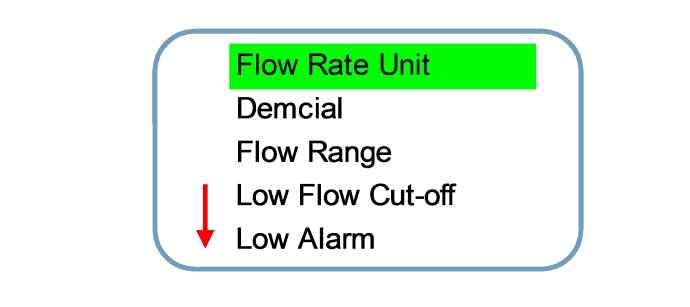 Flow Rate Unit
Demcial
Flow Range
Low Flow Cut-off
Low Alarm